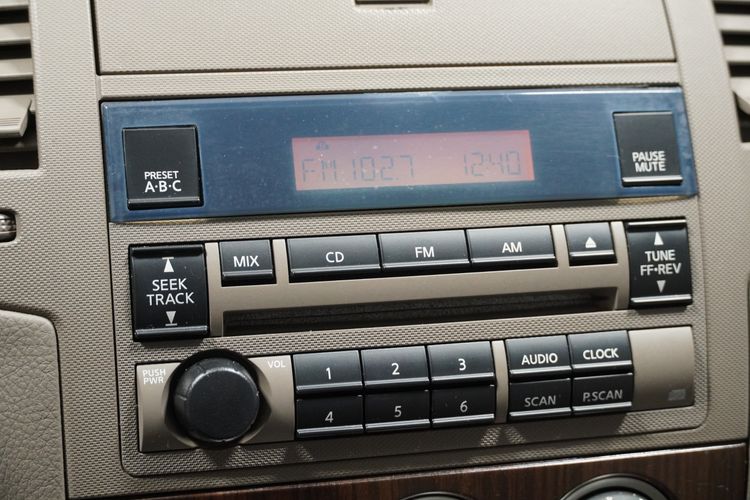 PRESET
A·B·C
FM 102.7 12:40
PAUSE
MUTE
SEEK
TRACK
MIX
CD
FM
AM
TUNE
FF·REV
PUSH
PWR
VOL
1
2
3
AUDIO
CLOCK
4
5
6
SCAN
P.SCAN